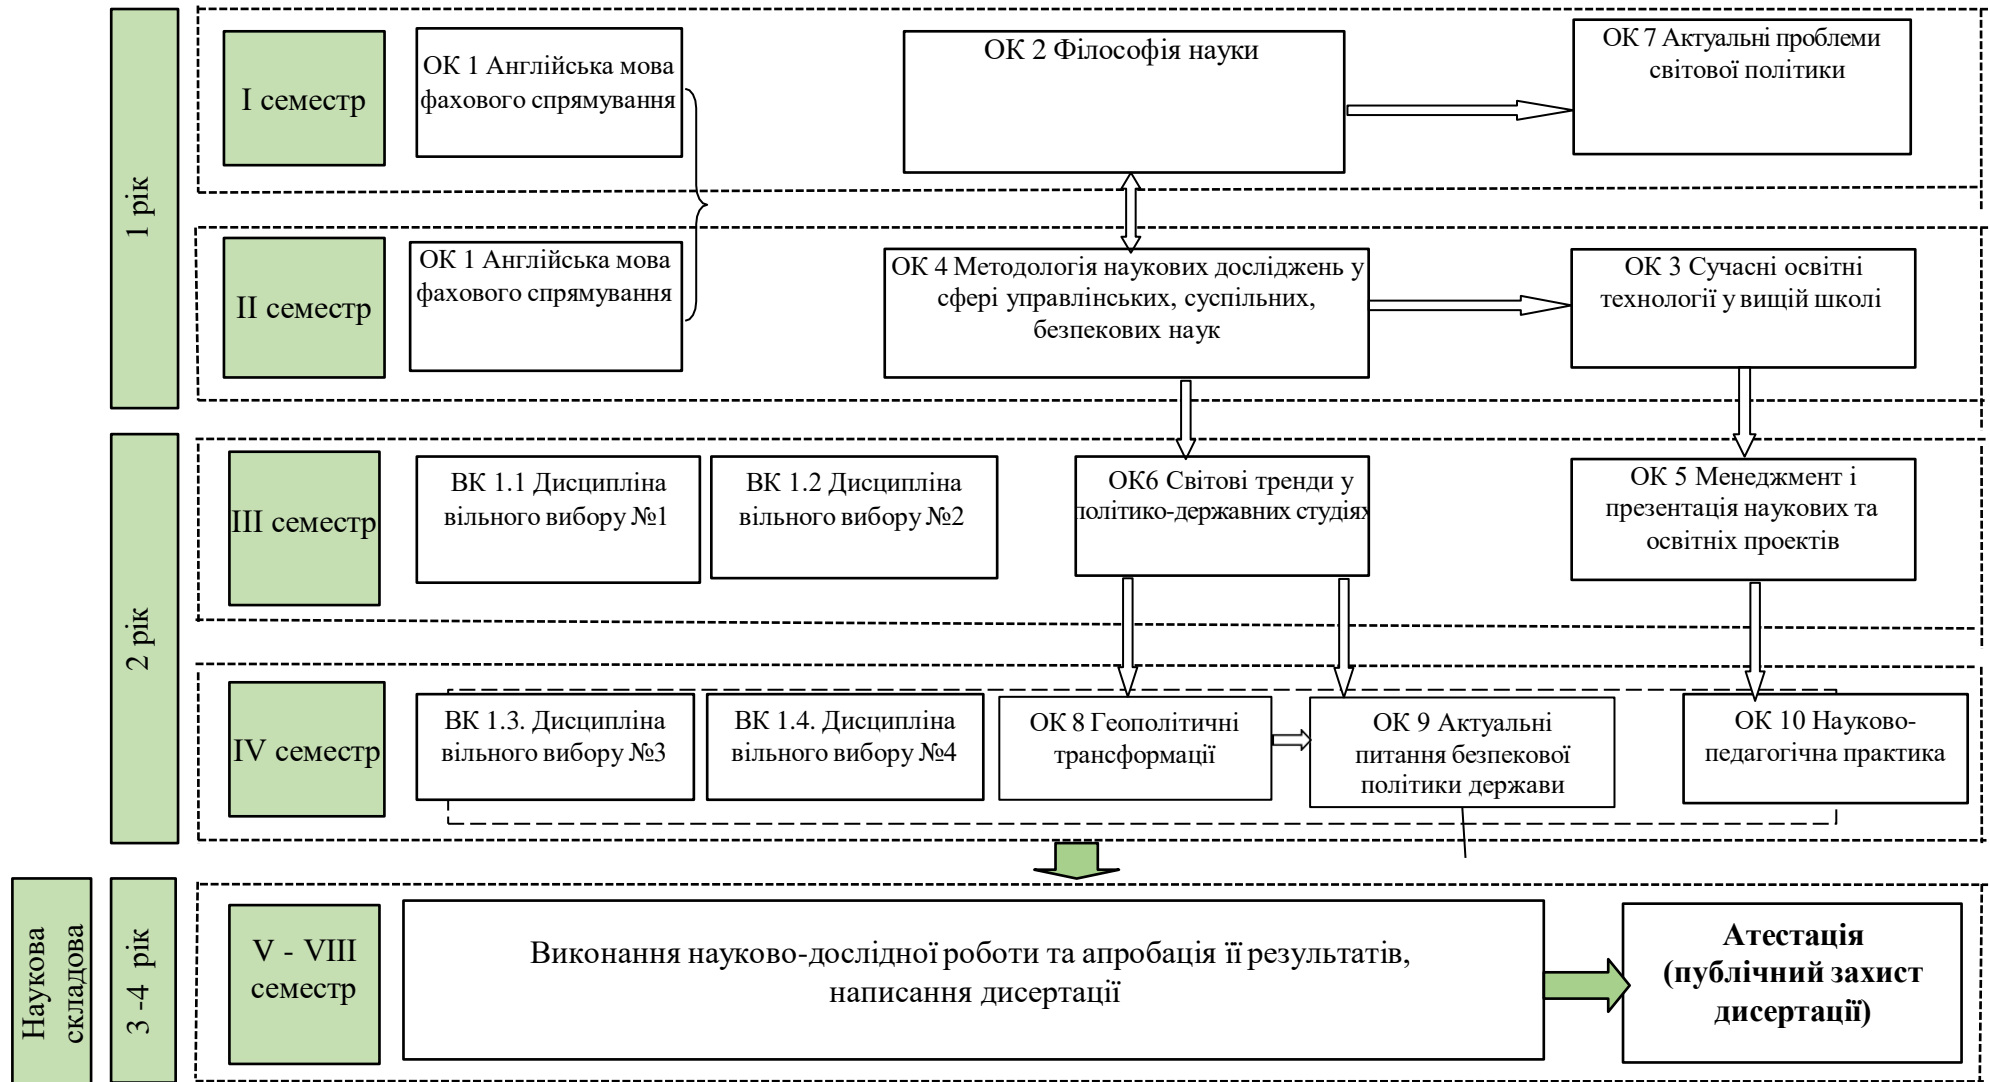 1 рік
І семестр
ОК 1 Англійська мова
фахового спрямування
ОК 2 Філософія науки
ОК 7 Актуальні проблеми
світової політики
ІІ семестр
ОК 1 Англійська мова
фахового спрямування
ОК 4 Методологія наукових досліджень у
сфері управлінських, суспільних,
безпекових наук
ОК 3 Сучасні освітні
технології у вищій школі
2 рік
ІІІ семестр
ВК 1.1 Дисципліна
вільного вибору №1
ВК 1.2 Дисципліна
вільного вибору №2
ОК6 Світові тренди у
політико-державних студіях
ОК 5 Менеджмент і
презентація наукових та
освітніх проектів
IV семестр
ВК 1.3. Дисципліна
вільного вибору №3
ВК 1.4. Дисципліна
вільного вибору №4
ОК 8 Геополітичні
трансформації
ОК 9 Актуальні
питання безпекової
політики держави
ОК 10 Науково-
педагогічна практика
Наукова
складова
3 -4 рік
V - VIII
семестр
Виконання науково-дослідної роботи та апробація її результатів,
написання дисертації
Атестація
(публічний захист
дисертації)